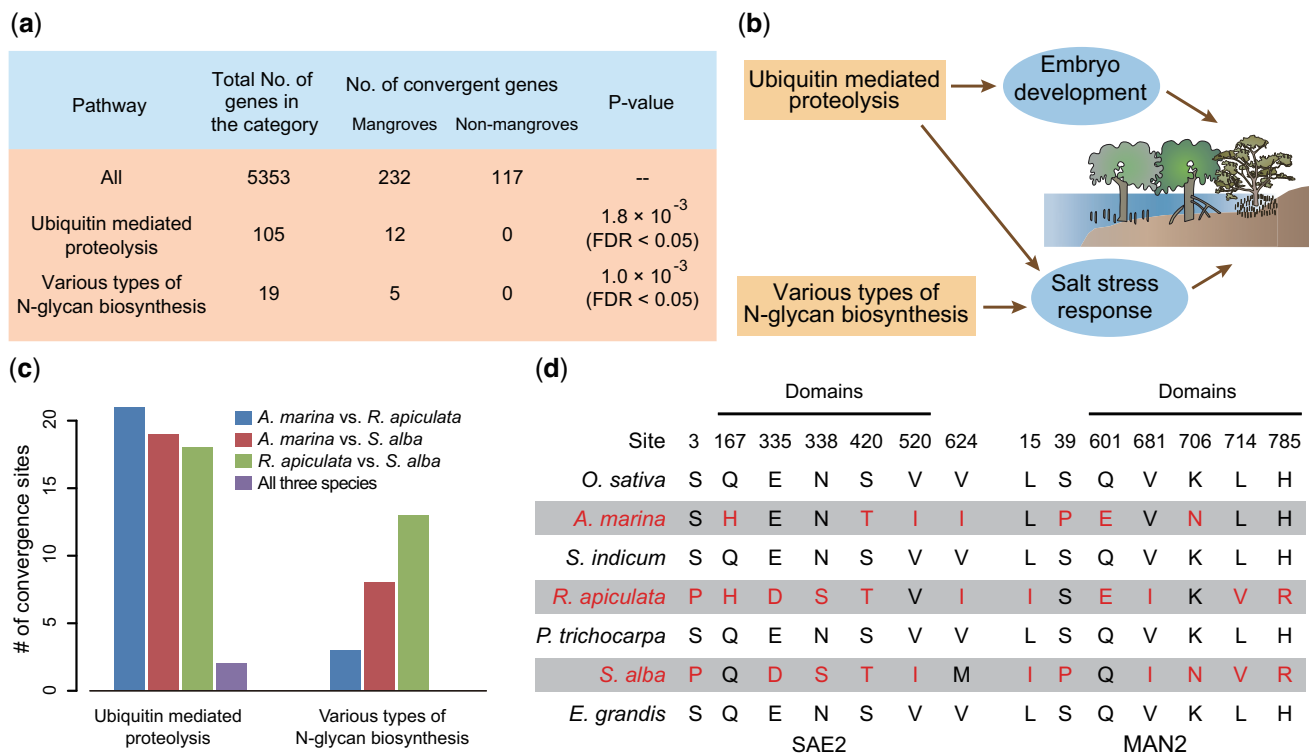 (a)
Pathway
Total No. of
genes in
the category
No. of convergent genes
Mangroves Non-mangroves
P-value
All 5353 232 117 --
Ubiquitin mediated
proteolysis
105 12 0
1.8 × 10⁻³
(FDR < 0.05)
Various types of
N-glycan biosynthesis
19 5 0
1.0 × 10⁻³
(FDR < 0.05)
(b)
Ubiquitin mediated
proteolysis
Embryo
development
Various types of
N-glycan biosynthesis
Salt stress
response
(c)
# of convergence sites
20
15
10
5
0
A. marina vs. R. apiculata
A. marina vs. S. alba
R. apiculata vs. S. alba
All three species
Ubiquitin mediated
proteolysis
Various types of
N-glycan biosynthesis
(d)
Domains Domains
Site 3 167 335 338 420 520 624 15 39 601 681 706 714 785
O. sativa S Q E N S V V L S Q V K L H
A. marina S H E N T I I L P E V N L H
S. indicum S Q E N S V V L S Q V K L H
R. apiculata P H D S T V I I S E I K V R
P. trichocarpa S Q E N S V V L S Q V K L H
S. alba P Q D S T I M I P Q I N V R
E. grandis S Q E N S V V L S Q V K L H
SAE2 MAN2